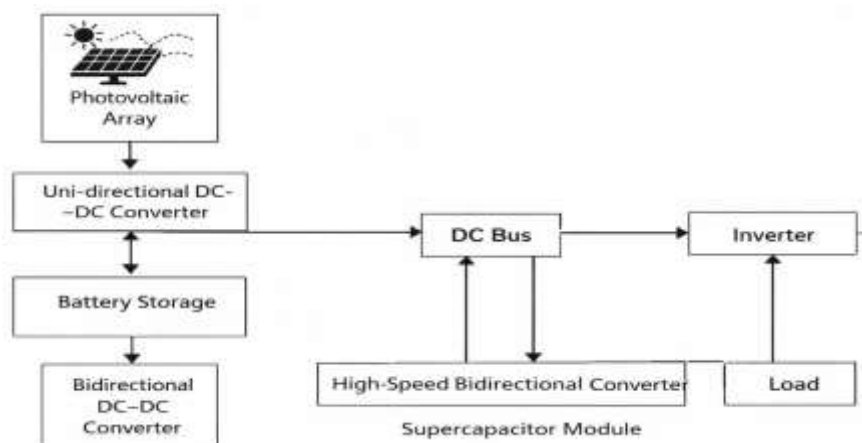 Photovoltaic
Array
Uni-directional DC-
-DC Converter
DC Bus
Inverter
Battery Storage
Bidirectional
DC–DC
Converter
High-Speed Bidirectional Converter
Load
Supercapacitor Module